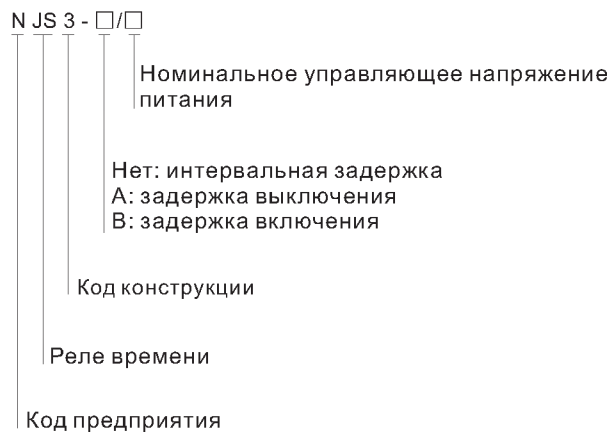 N JS 3 - □/□
Номинальное управляющее напряжение
питания
Нет: интервальная задержка
А: задержка выключения
В: задержка включения
Код конструкции
Реле времени
Код предприятия